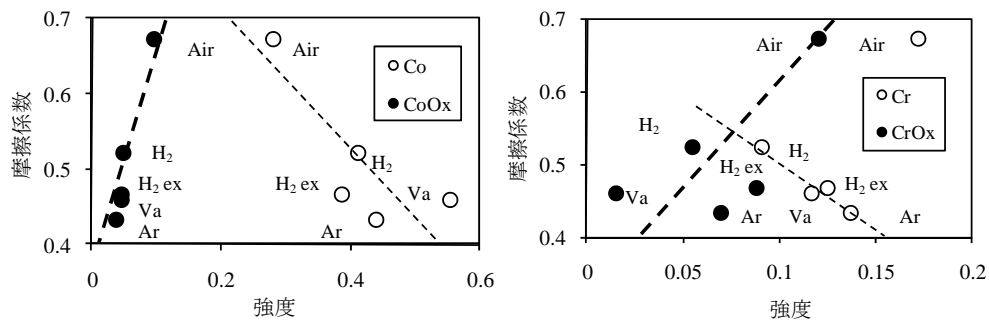 0.7
0.6
0.5
0.4
摩擦係数
0
0.2
0.4
0.6
強度
Air
Air
Co
CoOx
H₂
H₂
H₂ ex
H₂ ex
Va
Va
Ar
Ar
0.7
0.6
0.5
0.4
摩擦係数
0
0.05
0.1
0.15
0.2
強度
Air
Air
Cr
CrOx
H₂
H₂
H₂ ex
H₂ ex
Va
Ar
Va
Ar